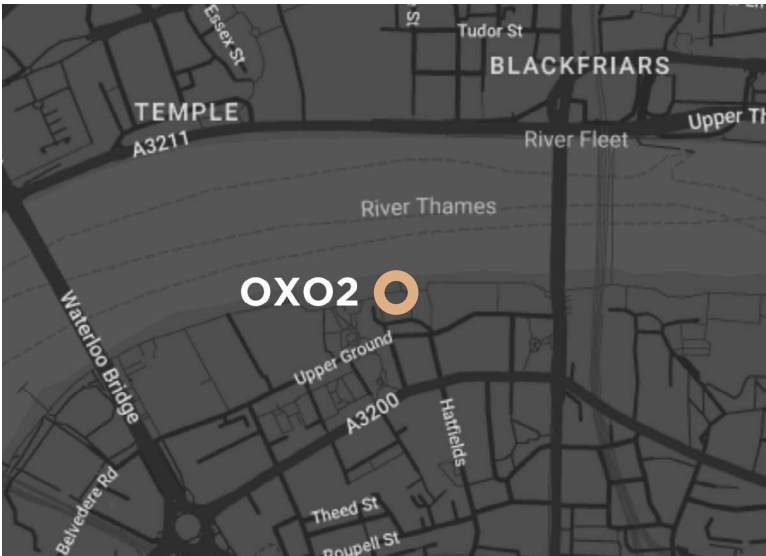 Essex St
St
Tudor St
BLACKFRIARS
TEMPLE
A3211
Upper Th
River Fleet
River Thames
OXO2
Waterloo Bridge
Upper Ground
A3200
Hatfields
Belvedere Rd
Theed St
Roupell St